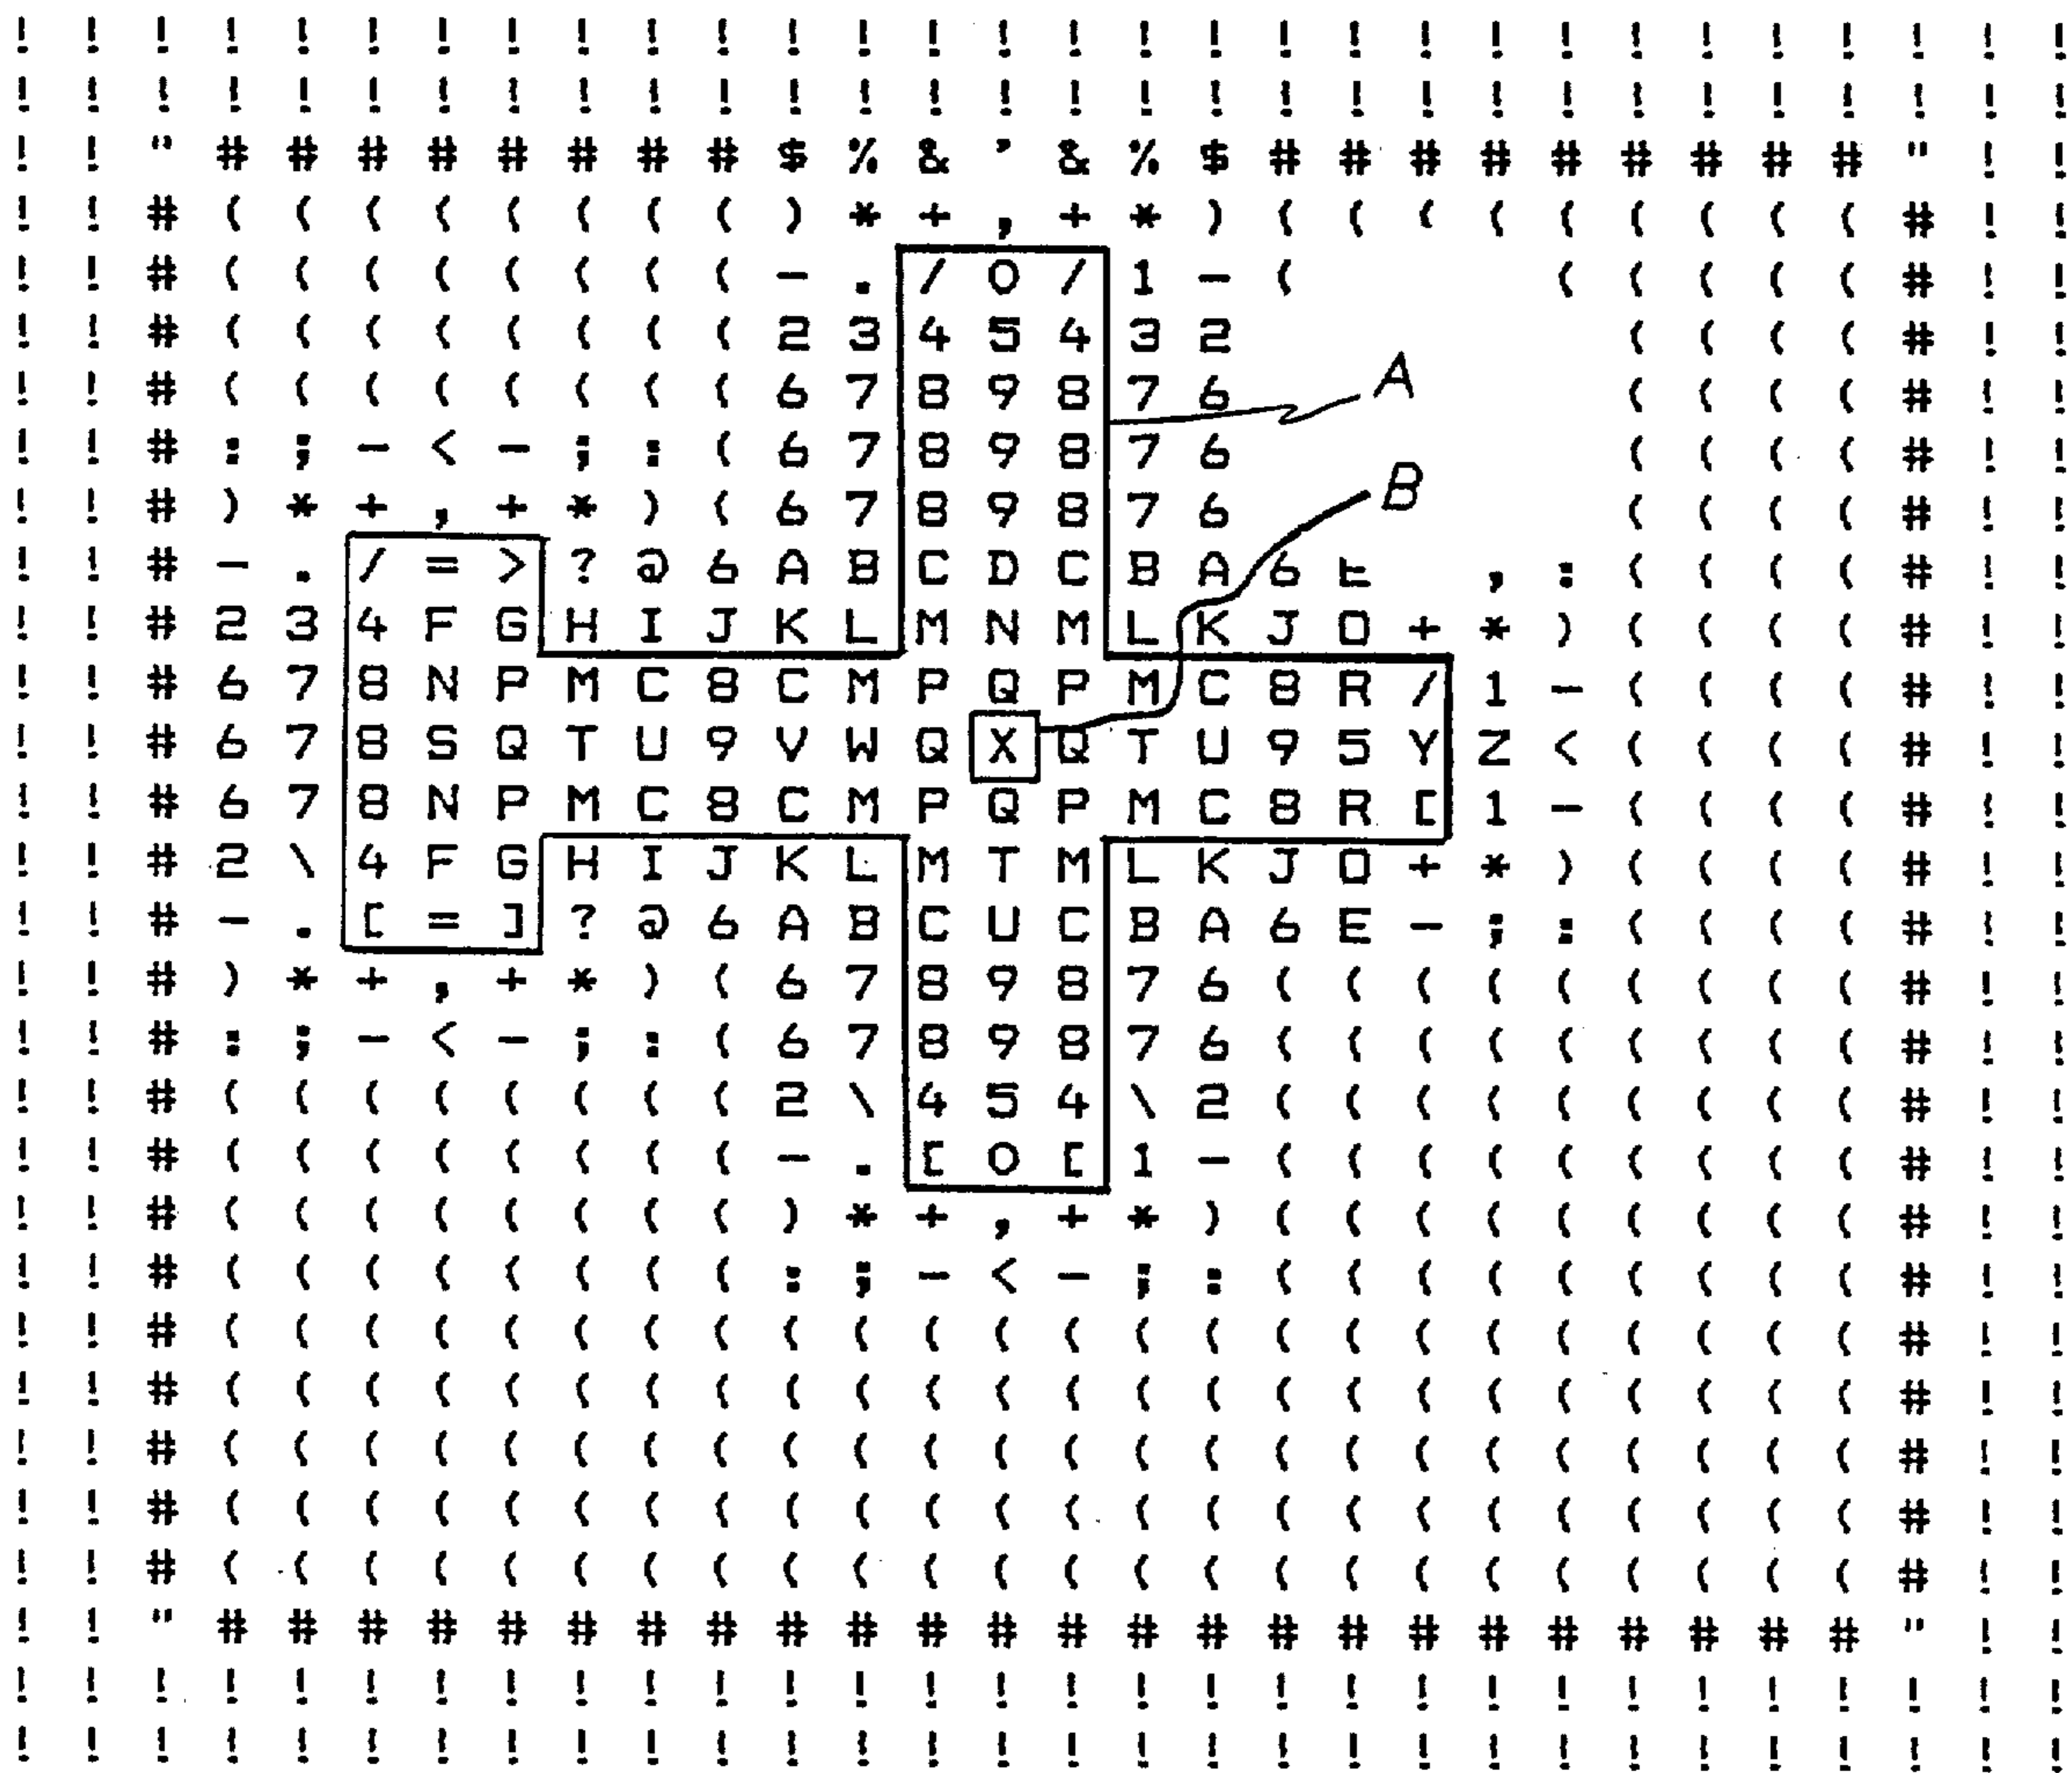 ! ! ! ! ! ! ! ! ! ! ! ! ! ! ! ! ! ! ! ! ! ! ! ! ! ! ! ! ! !
! ! ! ! ! ! ! ! ! ! ! ! ! ! ! ! ! ! ! ! ! ! ! ! ! ! ! ! ! !
! ! " # # # # # # # # $ % & ' & % $ # # # # # # # # # " ! !
! ! # ( ( ( ( ( ( ( ( ) * + , + * ) ( ( ( ( ( ( ( ( ( # ! !
! ! # ( ( ( ( ( ( ( ( - . / 0 / 1 - ( ( ( ( ( ( # ! !
! ! # ( ( ( ( ( ( ( ( 2 3 4 5 4 3 2 ( ( ( ( # ! !
A
! ! # ( ( ( ( ( ( ( ( 6 7 8 9 8 7 6 ( ( ( ( # ! !
! ! # : ; - < - ; : ( 6 7 8 9 8 7 6 ( ( ( ( # ! !
B
! ! # ) * + , + * ) ( 6 7 8 9 8 7 6 ( ( ( ( # ! !
! ! # - . / = > ? @ 6 A B C D C B A 6 E , : ( ( ( ( # ! !
! ! # 2 3 4 F G H I J K L M N M L K J O + * ) ( ( ( ( # ! !
! ! # 6 7 8 N P M C 8 C M P Q P M C 8 R / 1 - ( ( ( ( # ! !
! ! # 6 7 8 S Q T U 9 V W Q X Q T U 9 5 Y Z < ( ( ( ( # ! !
! ! # 6 7 8 N P M C 8 C M P Q P M C 8 R [ 1 - ( ( ( ( # ! !
! ! # 2 \ 4 F G H I J K L M T M L K J O + * ) ( ( ( ( # ! !
! ! # - . [ = ] ? @ 6 A B C U C B A 6 E - ; : ( ( ( ( # ! !
! ! # ) * + , + * ) ( 6 7 8 9 8 7 6 ( ( ( ( ( ( ( ( ( # ! !
! ! # : ; - < - ; : ( 6 7 8 9 8 7 6 ( ( ( ( ( ( ( ( ( # ! !
! ! # ( ( ( ( ( ( ( ( 2 \ 4 5 4 \ 2 ( ( ( ( ( ( ( ( ( # ! !
! ! # ( ( ( ( ( ( ( ( - . [ 0 [ 1 - ( ( ( ( ( ( ( ( ( # ! !
! ! # ( ( ( ( ( ( ( ( ) * + , + * ) ( ( ( ( ( ( ( ( ( # ! !
! ! # ( ( ( ( ( ( ( ( : ; - < - ; : ( ( ( ( ( ( ( ( ( # ! !
! ! # ( ( ( ( ( ( ( ( ( ( ( ( ( ( ( ( ( ( ( ( ( ( ( ( # ! !
! ! # ( ( ( ( ( ( ( ( ( ( ( ( ( ( ( ( ( ( ( ( ( ( ( ( # ! !
! ! # ( ( ( ( ( ( ( ( ( ( ( ( ( ( ( ( ( ( ( ( ( ( ( ( # ! !
! ! # ( ( ( ( ( ( ( ( ( ( ( ( ( ( ( ( ( ( ( ( ( ( ( ( # ! !
! ! # ( ( ( ( ( ( ( ( ( ( ( ( ( ( ( ( ( ( ( ( ( ( ( ( # ! !
! ! " # # # # # # # # # # # # # # # # # # # # # # # # " ! !
! ! ! ! ! ! ! ! ! ! ! ! ! ! ! ! ! ! ! ! ! ! ! ! ! ! ! ! ! !
! ! ! ! ! ! ! ! ! ! ! ! ! ! ! ! ! ! ! ! ! ! ! ! ! ! ! ! ! !